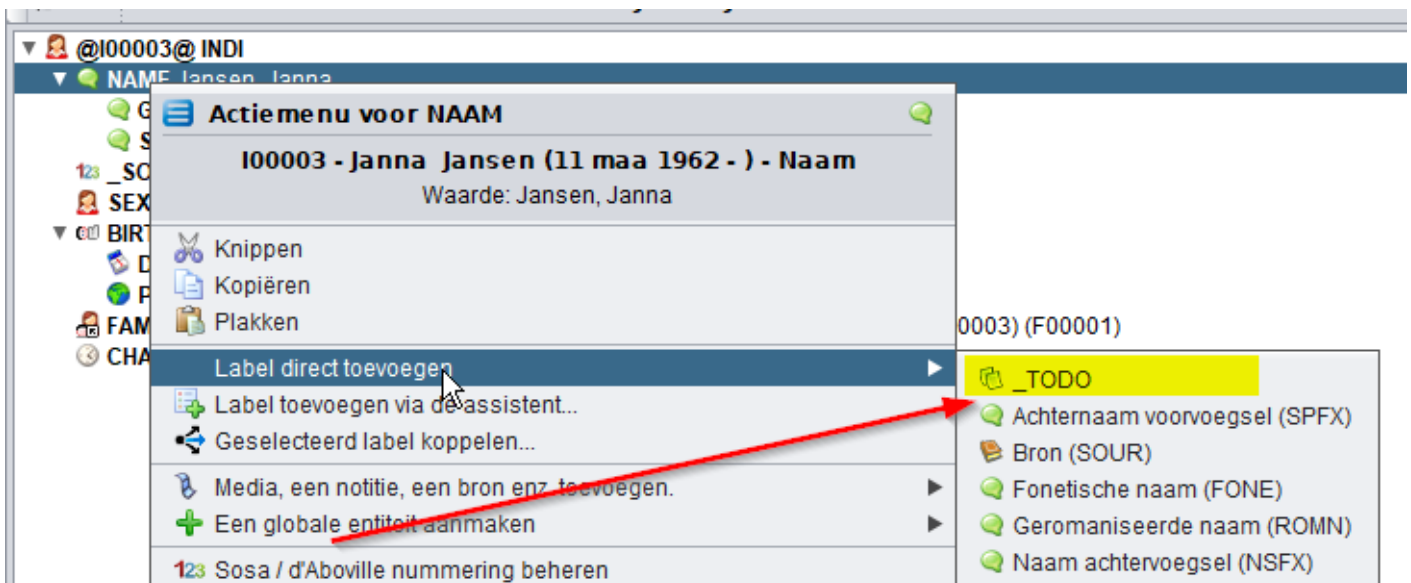 @I00003@ INDI
NAME Jansen, Janna
G
S
123 _SO
SEX
BIRT
D
P
FAM
CHA
Actiemenu voor NAAM
I00003 - Janna Jansen (11 maa 1962 - ) - Naam
Waarde: Jansen, Janna
Knippen
Kopiëren
Plakken
Label direct toevoegen
Label toevoegen via de assistent...
Geselecteerd label koppelen...
Media, een notitie, een bron enz. toevoegen.
Een globale entiteit aanmaken
123 Sosa / d'Aboville nummering beheren
0003) (F00001)
_TODO
Achternaam voorvoegsel (SPFX)
Bron (SOUR)
Fonetische naam (FONE)
Geromaniseerde naam (ROMN)
Naam achtervoegsel (NSFX)